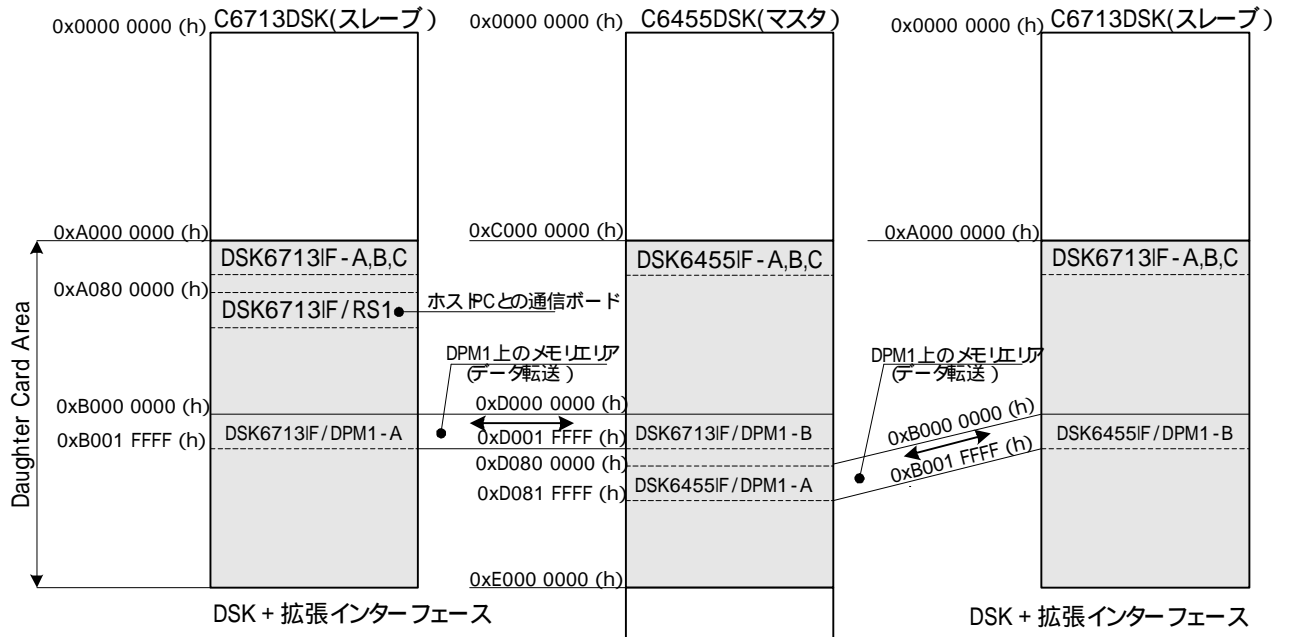 C6713DSK(スレーブ)
C6455DSK(マスタ)
C6713DSK(スレーブ)
0x0000 0000 (h)
0x0000 0000 (h)
0x0000 0000 (h)
0xA000 0000 (h)
0xC000 0000 (h)
0xA000 0000 (h)
DSK6713IF-A,B,C
DSK6455IF-A,B,C
DSK6713IF-A,B,C
0xA080 0000 (h)
DSK6713IF/RS1
ホストPCとの通信ボード
Daughter Card Area
DPM1上のメモリエリア
(データ転送)
DPM1上のメモリエリア
(データ転送)
0xB000 0000 (h)
0xD000 0000 (h)
0xB000 0000 (h)
0xB001 FFFF (h)
DSK6713IF/DPM1-A
0xD001 FFFF (h)
DSK6713IF/DPM1-B
0xB001 FFFF (h)
DSK6455IF/DPM1-B
0xD080 0000 (h)
0xD081 FFFF (h)
DSK6455IF/DPM1-A
0xE000 0000 (h)
DSK + 拡張インターフェース
DSK + 拡張インターフェース